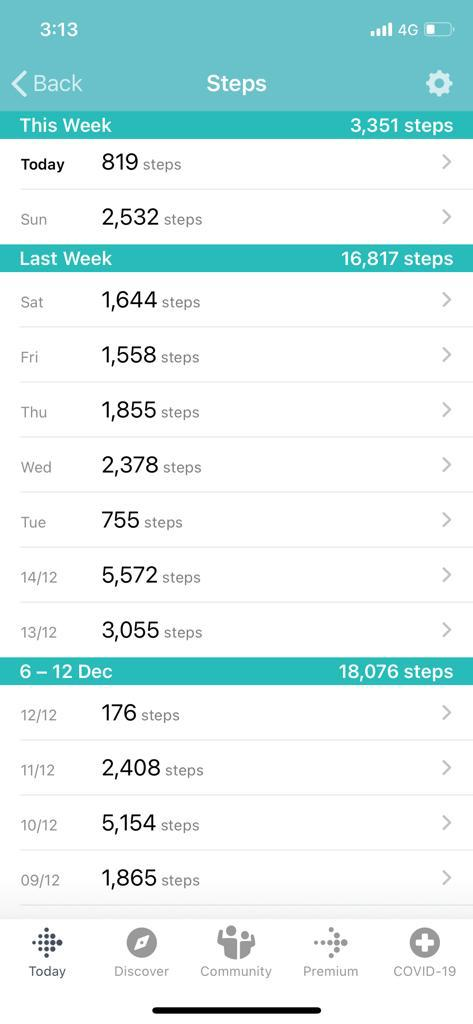 3:13 4G
Back Steps
This Week 3,351 steps
Today 819 steps
Sun 2,532 steps
Last Week 16,817 steps
Sat 1,644 steps
Fri 1,558 steps
Thu 1,855 steps
Wed 2,378 steps
Tue 755 steps
14/12 5,572 steps
13/12 3,055 steps
6 – 12 Dec 18,076 steps
12/12 176 steps
11/12 2,408 steps
10/12 5,154 steps
09/12 1,865 steps
Today Discover Community Premium COVID-19